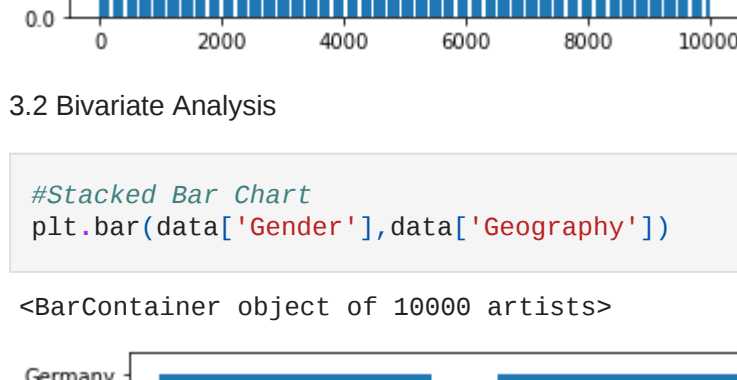 0.0
0 2000 4000 6000 8000 10000
3.2 Bivariate Analysis
#Stacked Bar Chart
plt.bar(data['Gender'],data['Geography'])
<BarContainer object of 10000 artists>
Germany